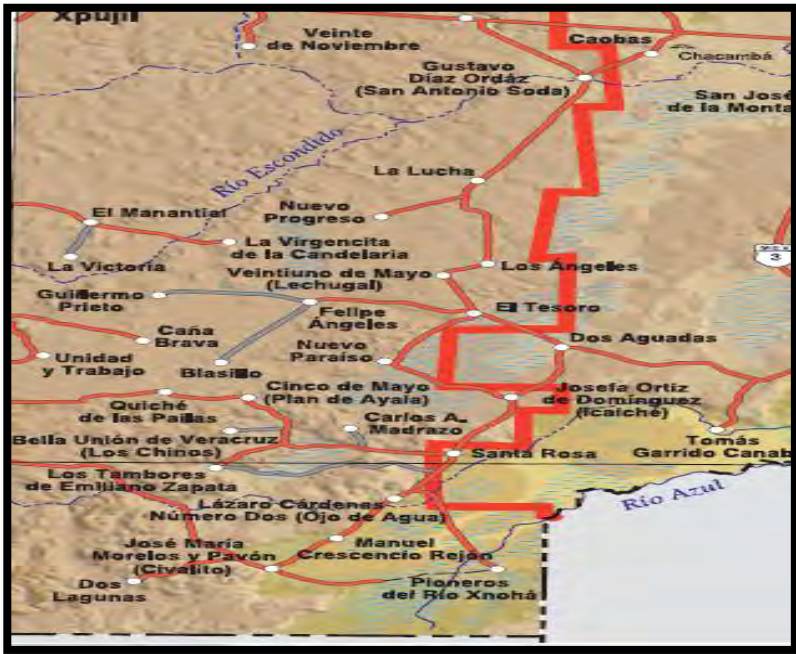 Xpujil
Veinte
de Noviembre
Caobas
Chacambá
Gustavo
Díaz Ordáz
(San Antonio Soda)
San José
de la Monta
Río Escondido
La Lucha
El Manantial
Nuevo
Progreso
La Virgencita
de la Candelaria
La Victoria
Los Ángeles
MEX
3
Veintiuno de Mayo
(Lechugal)
Guillermo
Prieto
Felipe
Ángeles
El Tesoro
Caña
Brava
Nuevo
Paraíso
Dos Aguadas
Unidad
y Trabajo
Blasillo
Cinco de Mayo
(Plan de Ayala)
Josefa Ortiz
de Domínguez
(Icaiché)
Quiché
de las Pailas
Carlos A.
Madrazo
Bella Unión de Veracruz
(Los Chinos)
Tomás
Garrido Canab
Santa Rosa
Los Tambores
de Emiliano Zapata
Río Azul
Lázaro Cárdenas
Número Dos (Ojo de Agua)
José María
Morelos y Pavón
(Civalito)
Manuel
Crescencio Rejón
Dos
Lagunas
Pioneros
del Río Xnohá